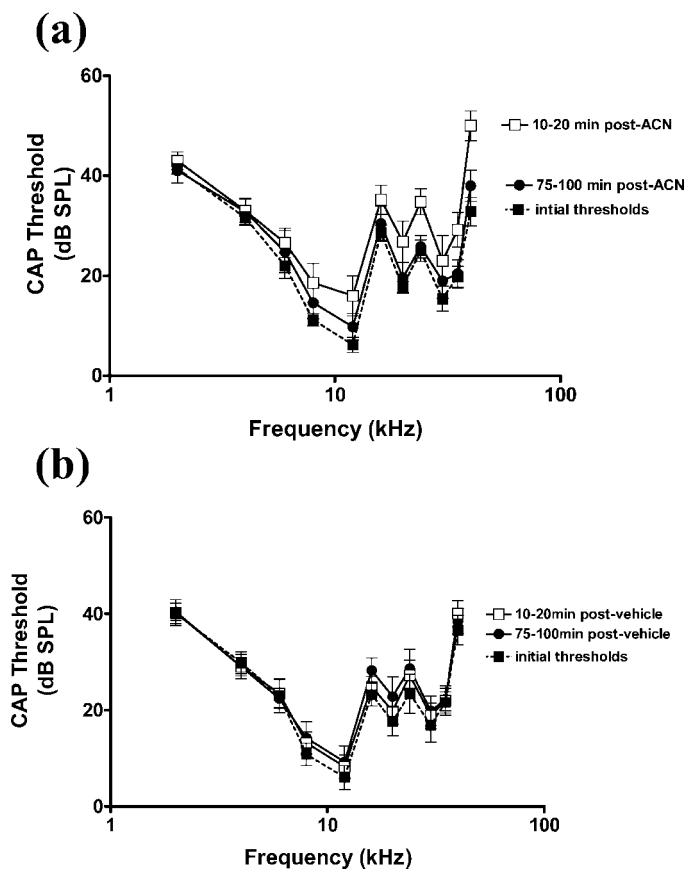 (a)
60
40
20
0
1
10
100
CAP Threshold
(dB SPL)
Frequency (kHz)
10-20 min post-ACN
75-100 min post-ACN
intial thresholds
(b)
60
40
20
0
1
10
100
CAP Threshold
(dB SPL)
Frequency (kHz)
10-20min post-vehicle
75-100min post-vehicle
initial thresholds